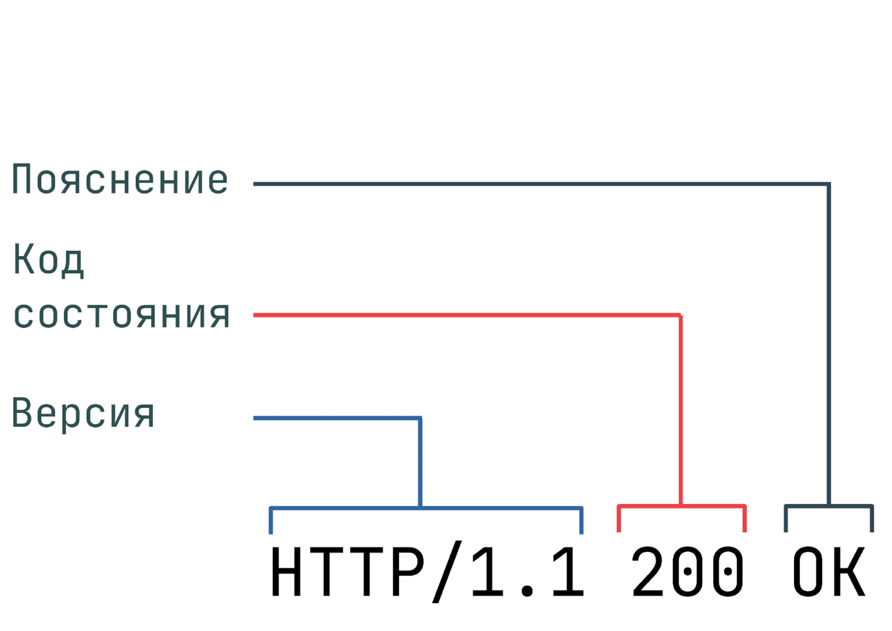 Пояснение
Код
состояния
Версия
HTTP/1.1 200 OK